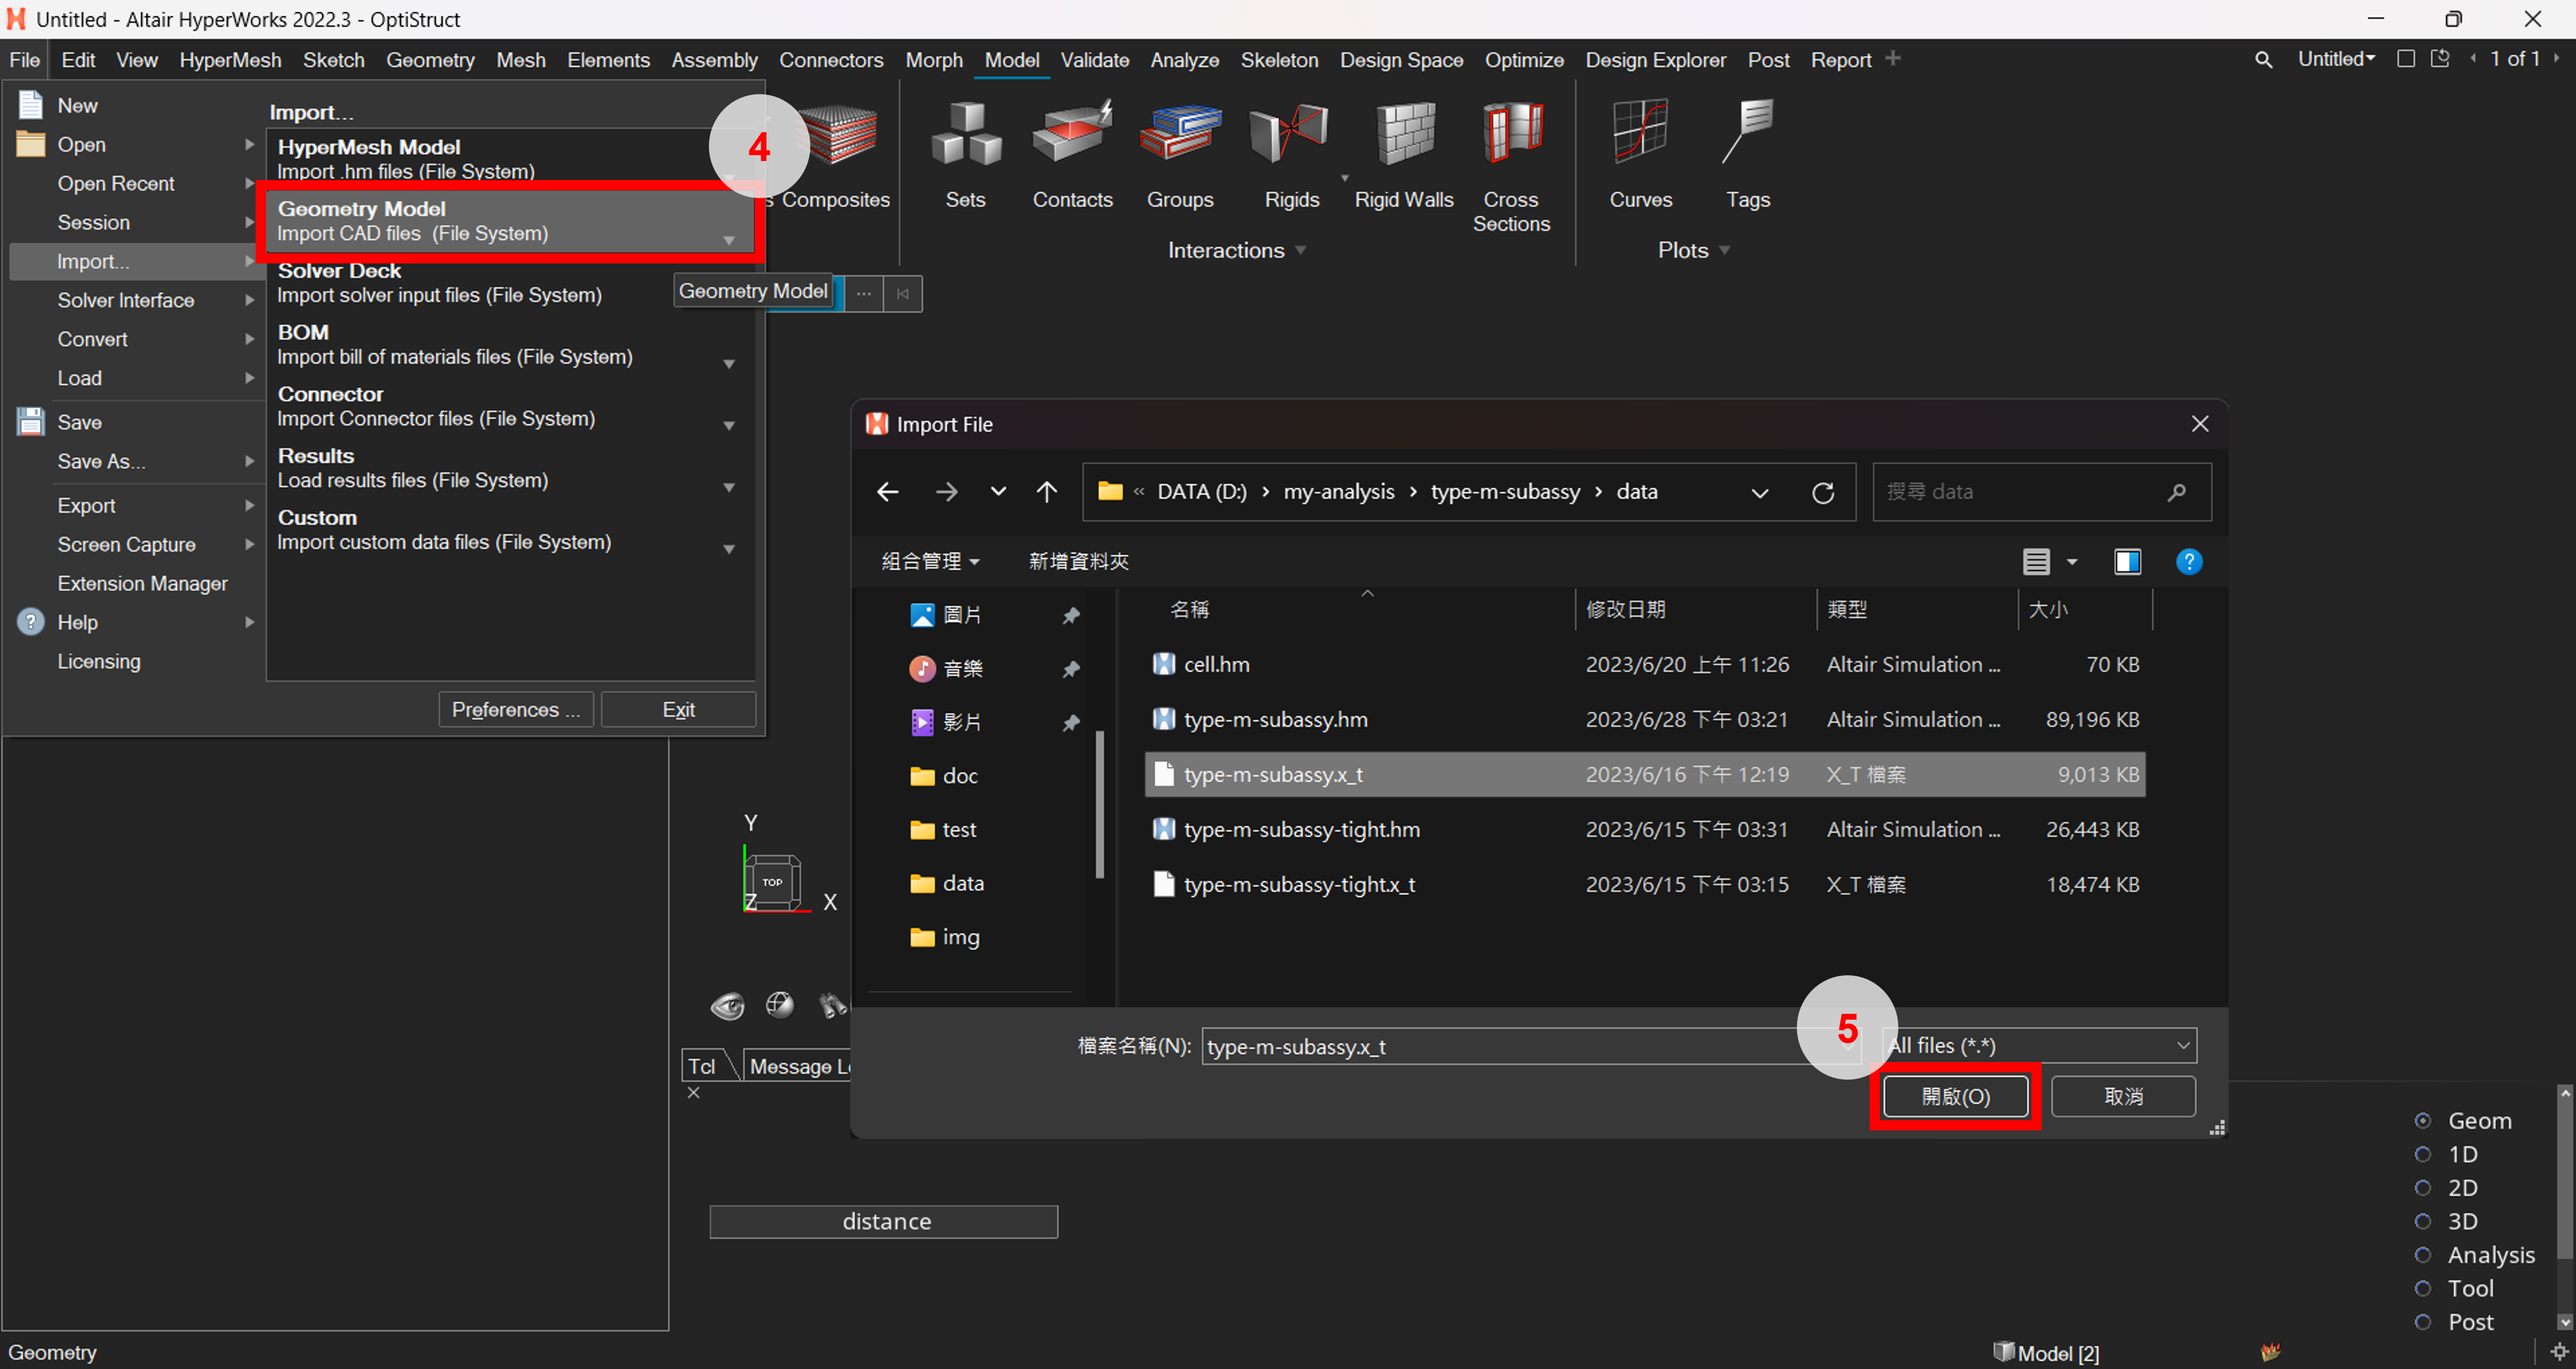 Untitled - Altair HyperWorks 2022.3 - OptiStruct
File Edit View HyperMesh Sketch Geometry Mesh Elements Assembly Connectors Morph Model Validate Analyze Skeleton Design Space Optimize Design Explorer Post Report Untitled 1 of 1
New
Open
Open Recent
Session
Import...
Solver Interface
Convert
Load
Save
Save As...
Export
Screen Capture
Extension Manager
Help
Licensing
Import...
HyperMesh Model
Import .hm files (File System)
Geometry Model
Import CAD files (File System)
Solver Deck
Import solver input files (File System)
BOM
Import bill of materials files (File System)
Connector
Import Connector files (File System)
Results
Load results files (File System)
Custom
Import custom data files (File System)
Preferences ... Exit
4
s Composites Sets Contacts Groups Rigids Rigid Walls Cross Sections Curves Tags
Interactions Plots
Geometry Model
Import File
« DATA (D:) › my-analysis › type-m-subassy › data
搜尋 data
組合管理 新增資料夾
圖片
音樂
影片
doc
test
data
img
名稱 修改日期 類型 大小
cell.hm 2023/6/20 上午 11:26 Altair Simulation ... 70 KB
type-m-subassy.hm 2023/6/28 下午 03:21 Altair Simulation ... 89,196 KB
type-m-subassy.x_t 2023/6/16 下午 12:19 X_T 檔案 9,013 KB
type-m-subassy-tight.hm 2023/6/15 下午 03:31 Altair Simulation ... 26,443 KB
type-m-subassy-tight.x_t 2023/6/15 下午 03:15 X_T 檔案 18,474 KB
檔案名稱(N): type-m-subassy.x_t
5
All files (*.*)
開啟(O) 取消
Y
TOP
Z X
Tcl Message L
distance
Geom
1D
2D
3D
Analysis
Tool
Post
Geometry
Model [2]